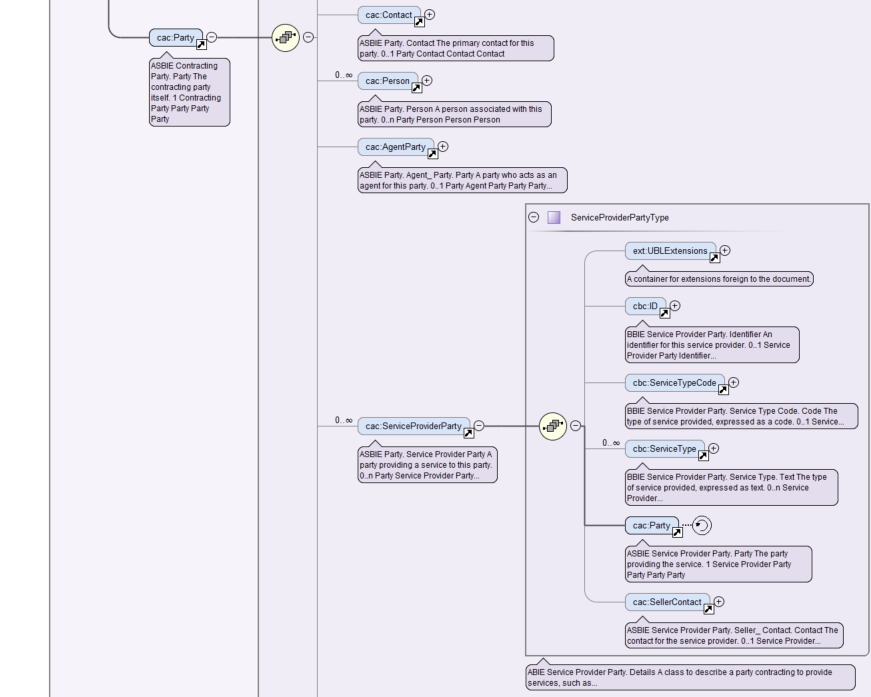 cac:Contact
ASBIE Party. Contact The primary contact for this
party. 0..1 Party Contact Contact Contact
cac:Party
ASBIE Contracting
Party. Party The
contracting party
itself. 1 Contracting
Party Party Party
Party
0..∞
cac:Person
ASBIE Party. Person A person associated with this
party. 0..n Party Person Person Person
cac:AgentParty
ASBIE Party. Agent_ Party. Party A party who acts as an
agent for this party. 0..1 Party Agent Party Party Party...
ServiceProviderPartyType
ext:UBLExtensions
A container for extensions foreign to the document.
cbc:ID
BBIE Service Provider Party. Identifier An
identifier for this service provider. 0..1 Service
Provider Party Identifier...
cbc:ServiceTypeCode
BBIE Service Provider Party. Service Type Code. Code The
type of service provided, expressed as a code. 0..1 Service...
0..∞
cac:ServiceProviderParty
ASBIE Party. Service Provider Party A
party providing a service to this party.
0..n Party Service Provider Party...
0..∞
cbc:ServiceType
BBIE Service Provider Party. Service Type. Text The type
of service provided, expressed as text. 0..n Service
Provider...
cac:Party
ASBIE Service Provider Party. Party The party
providing the service. 1 Service Provider Party
Party Party Party
cac:SellerContact
ASBIE Service Provider Party. Seller_ Contact. Contact The
contact for the service provider. 0..1 Service Provider...
ABIE Service Provider Party. Details A class to describe a party contracting to provide
services, such as...